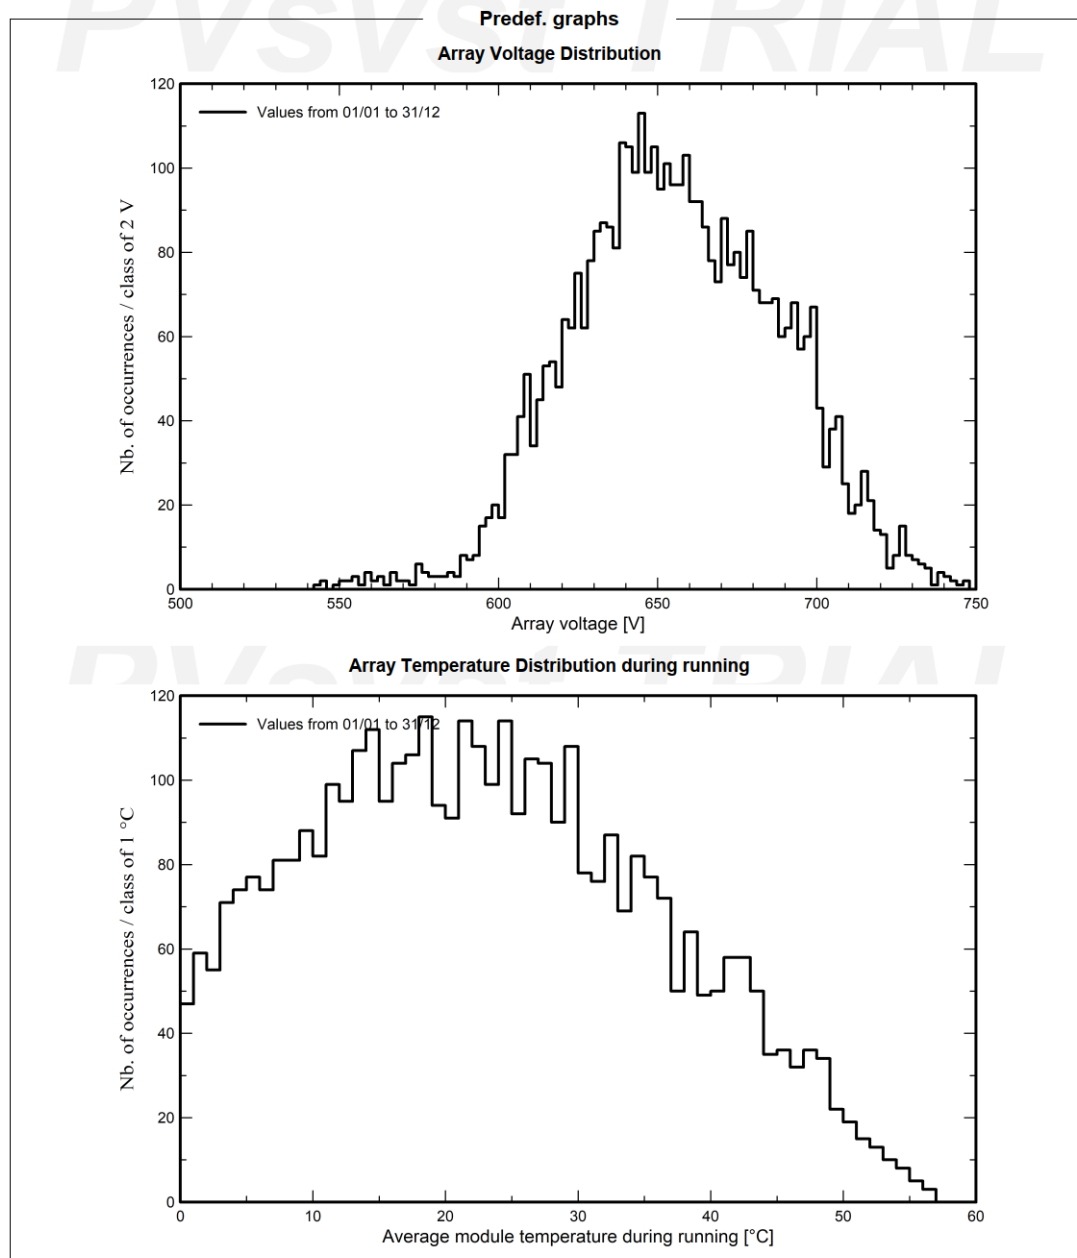 Predef. graphs
PVsyst TRIAL
Array Voltage Distribution
Values from 01/01 to 31/12
120
100
80
60
40
20
0
Nb. of occurrences / class of 2 V
500
550
600
650
700
750
Array voltage [V]
PVsyst TRIAL
Array Temperature Distribution during running
Values from 01/01 to 31/12
120
100
80
60
40
20
0
Nb. of occurrences / class of 1 °C
0
10
20
30
40
50
60
Average module temperature during running [°C]